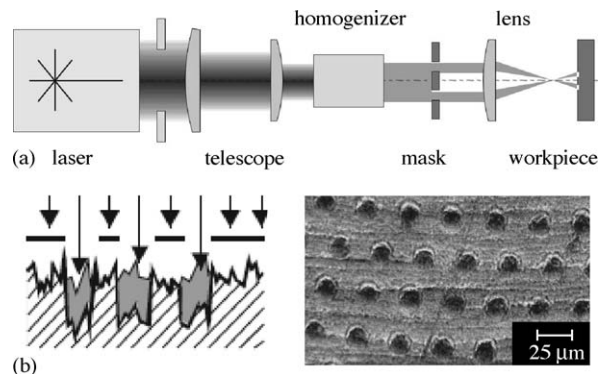 homogenizer
lens
(a)
laser
telescope
mask
workpiece
(b)
25 µm